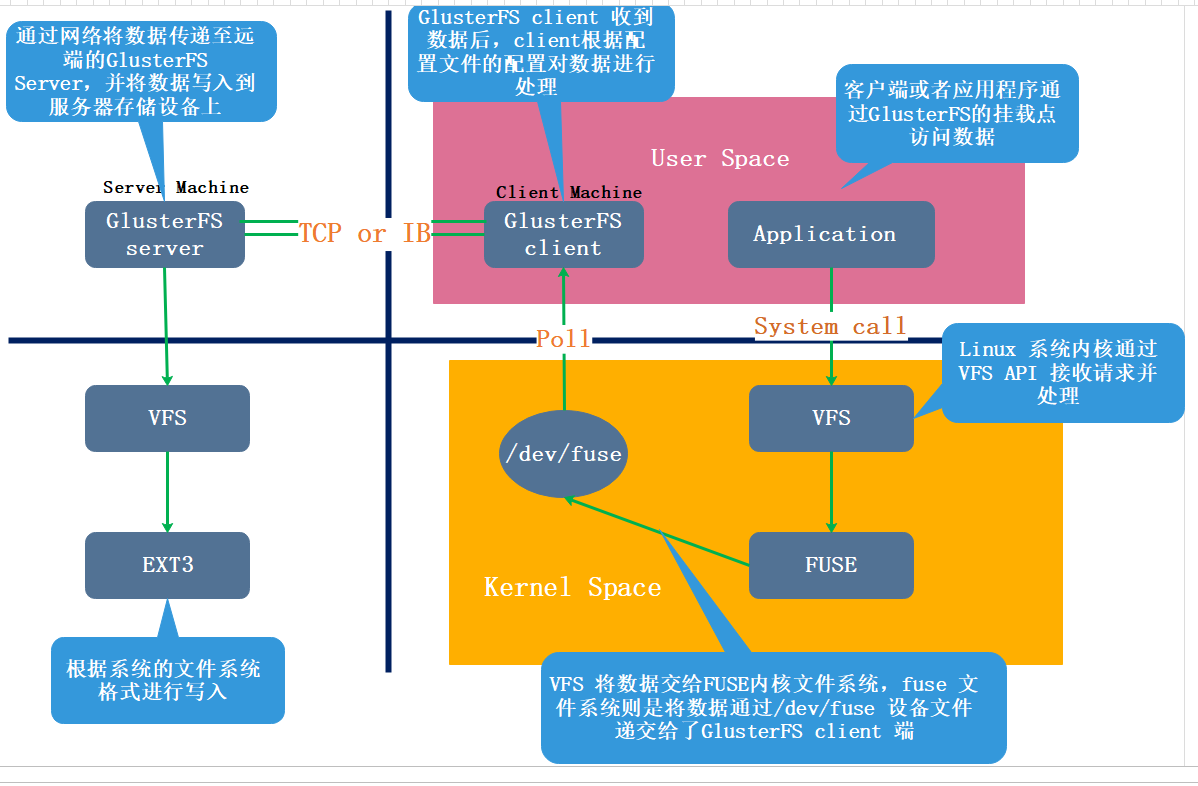 通过网络将数据传递至远
端的GlusterFS
Server，并将数据写入到
服务器存储设备上
GlusterFS client 收到
数据后，client根据配
置文件的配置对数据进行
处理
客户端或者应用程序通
过GlusterFS的挂载点
访问数据
User Space
Server Machine
GlusterFS
server
TCP or IB
Client Machine
GlusterFS
client
Application
Poll
System call
Linux 系统内核通过
VFS API 接收请求并
处理
VFS
/dev/fuse
VFS
EXT3
FUSE
Kernel Space
根据系统的文件系统
格式进行写入
VFS 将数据交给FUSE内核文件系统，fuse 文
件系统则是将数据通过/dev/fuse 设备文件
递交给了GlusterFS client 端